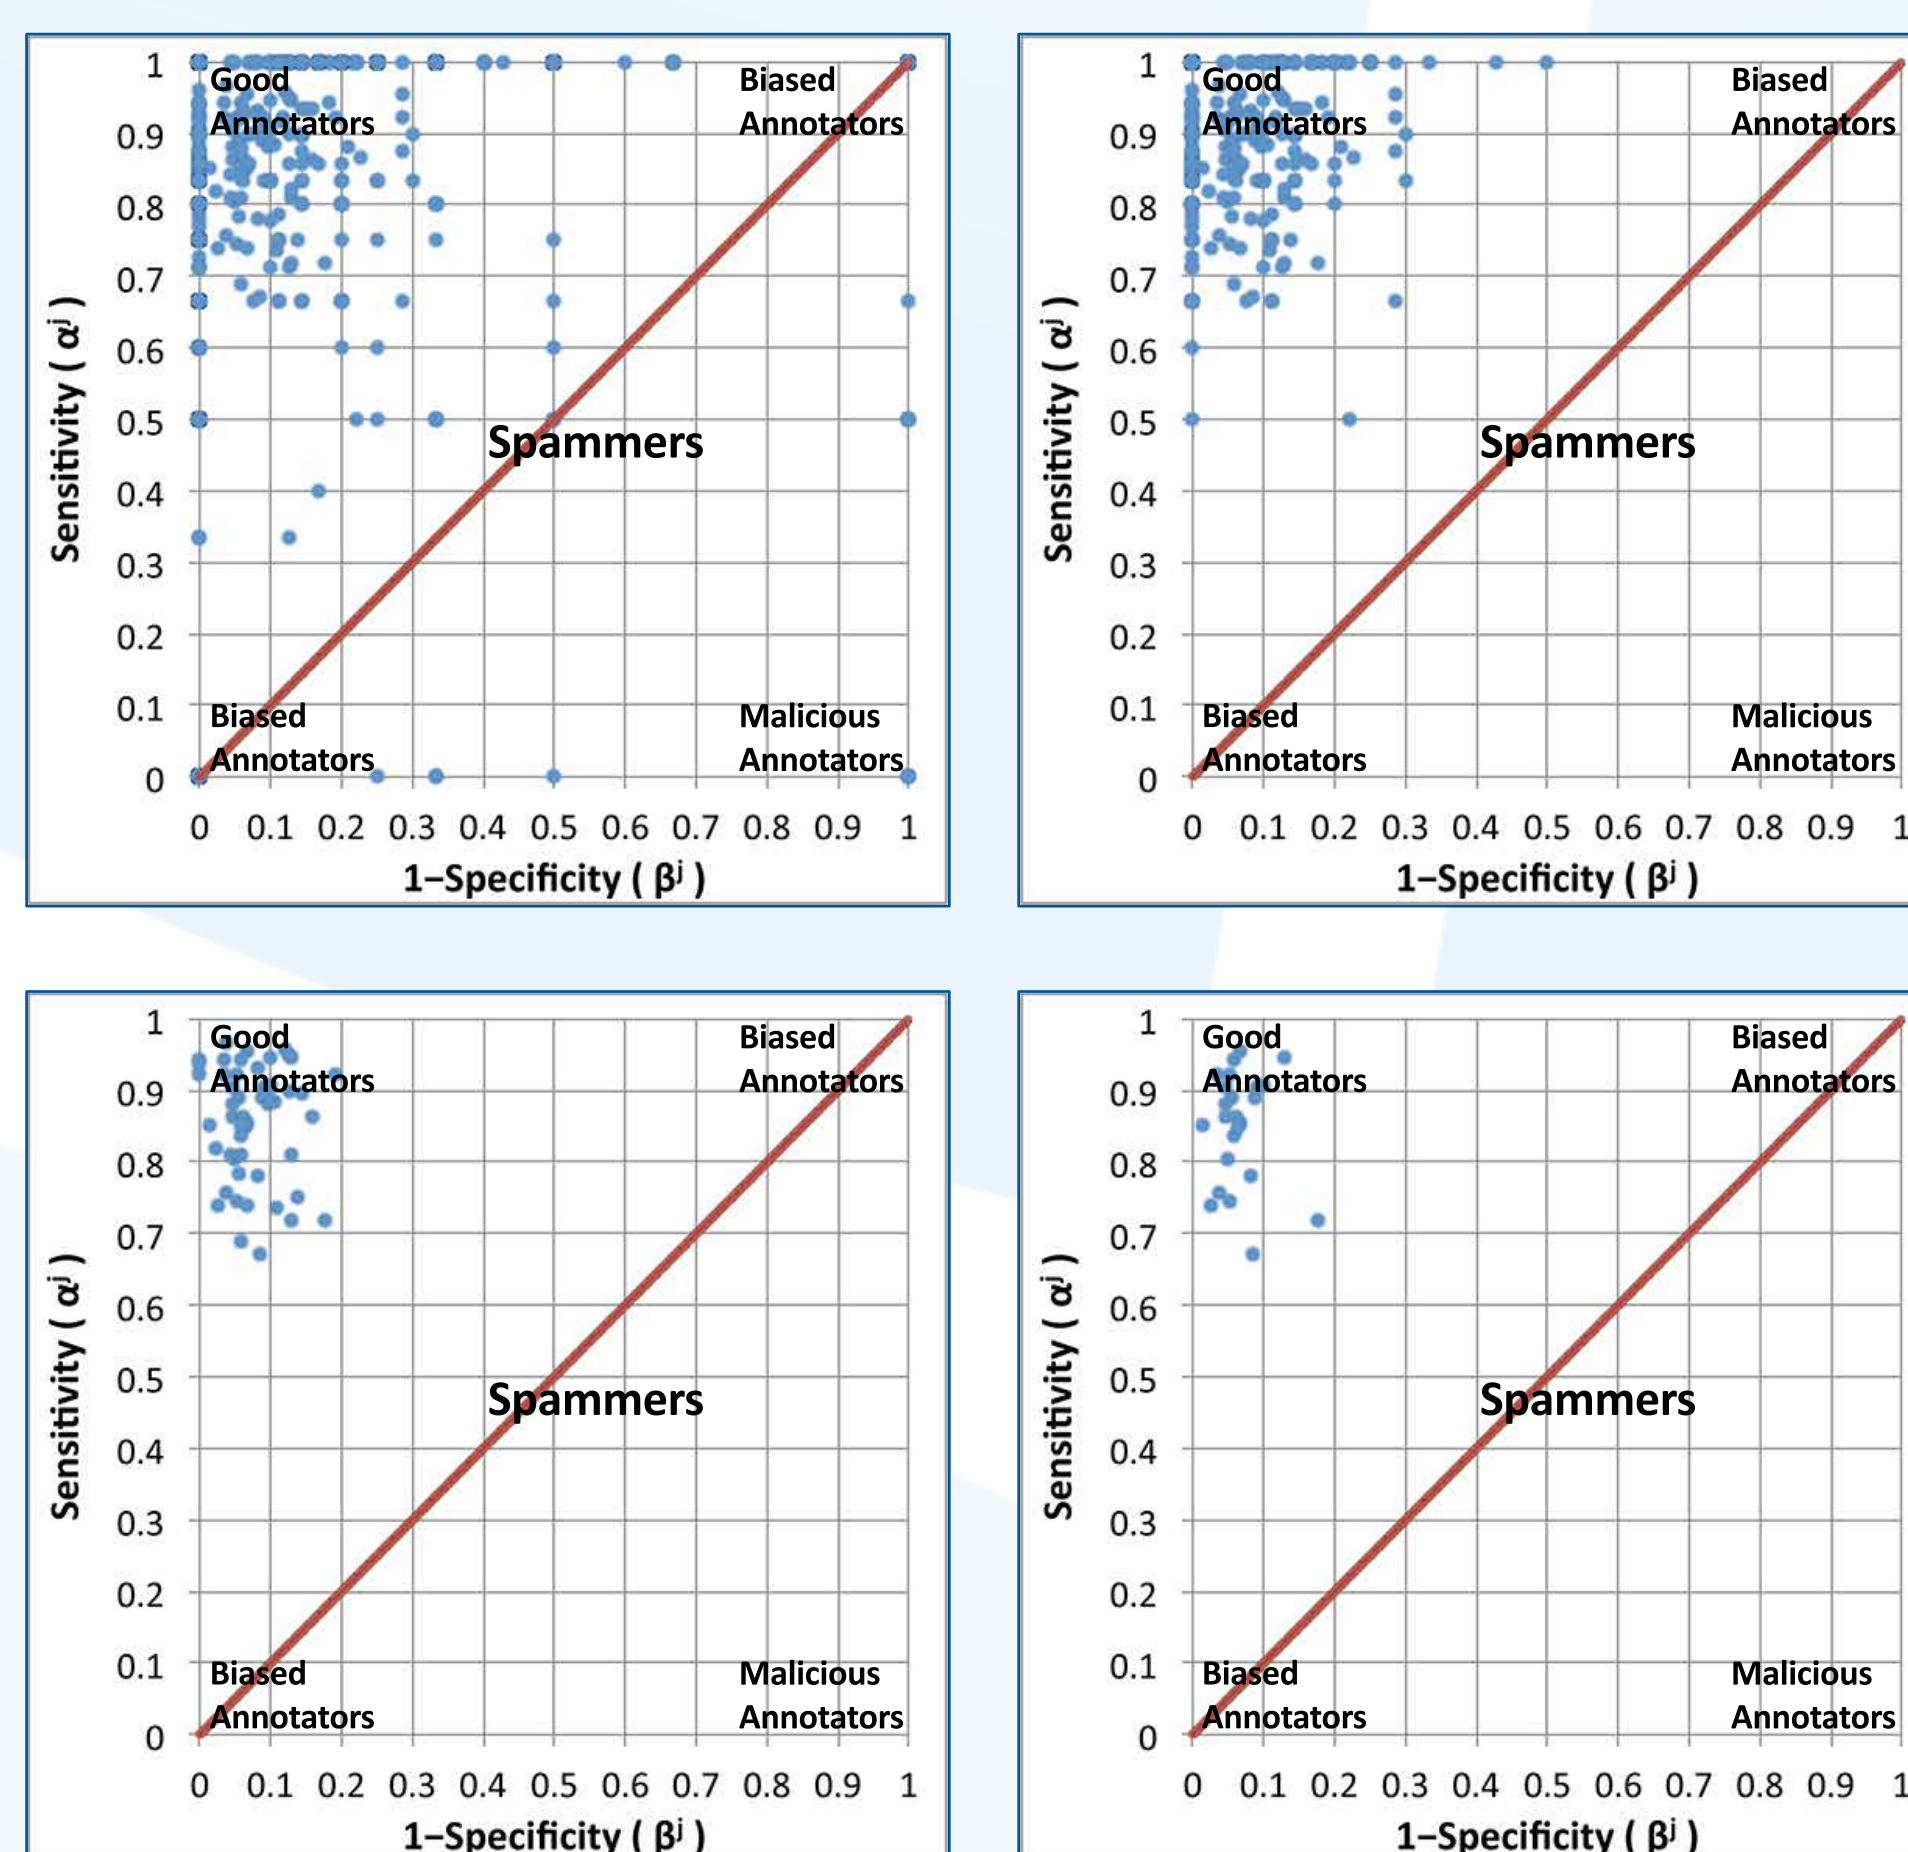 1
Good
Biased
Annotators
Annotators
0.9
0.8
0.7
0.6
0.5
Spammers
0.4
0.3
0.2
0.1
Biased
Malicious
Annotators
Annotators
0
Sensitivity ( αʲ )
0 0.1 0.2 0.3 0.4 0.5 0.6 0.7 0.8 0.9 1
1–Specificity ( βʲ )
1
Good
Biased
Annotators
Annotators
0.9
0.8
0.7
0.6
0.5
Spammers
0.4
0.3
0.2
0.1
Biased
Malicious
Annotators
Annotators
0
Sensitivity ( αʲ )
0 0.1 0.2 0.3 0.4 0.5 0.6 0.7 0.8 0.9 1
1–Specificity ( βʲ )
1
Good
Biased
Annotators
Annotators
0.9
0.8
0.7
0.6
0.5
Spammers
0.4
0.3
0.2
0.1
Biased
Malicious
Annotators
Annotators
0
Sensitivity ( αʲ )
0 0.1 0.2 0.3 0.4 0.5 0.6 0.7 0.8 0.9 1
1–Specificity ( βʲ )
1
Good
Biased
Annotators
Annotators
0.9
0.8
0.7
0.6
0.5
Spammers
0.4
0.3
0.2
0.1
Biased
Malicious
Annotators
Annotators
0
Sensitivity ( αʲ )
0 0.1 0.2 0.3 0.4 0.5 0.6 0.7 0.8 0.9 1
1–Specificity ( βʲ )